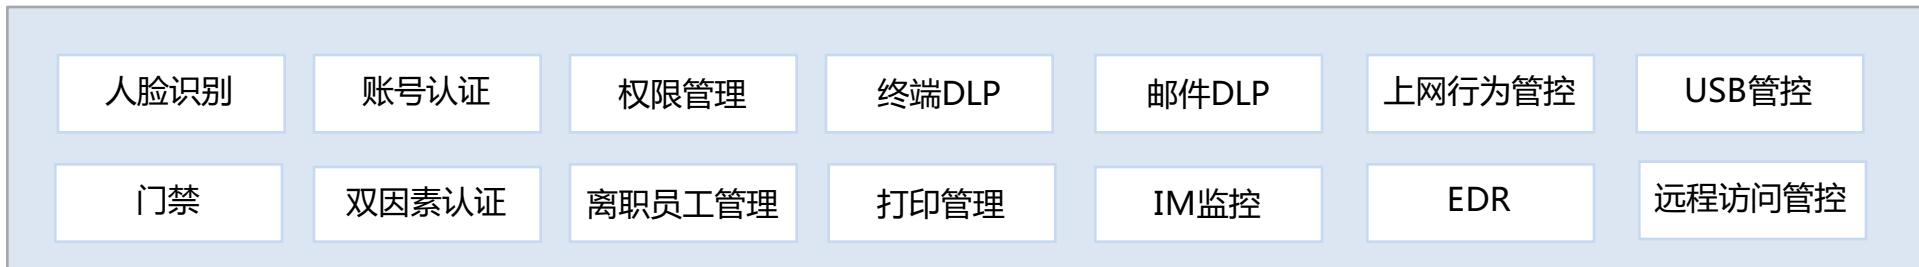 人脸识别
账号认证
权限管理
终端DLP
邮件DLP
上网行为管控
USB管控
门禁
双因素认证
离职员工管理
打印管理
IM监控
EDR
远程访问管控